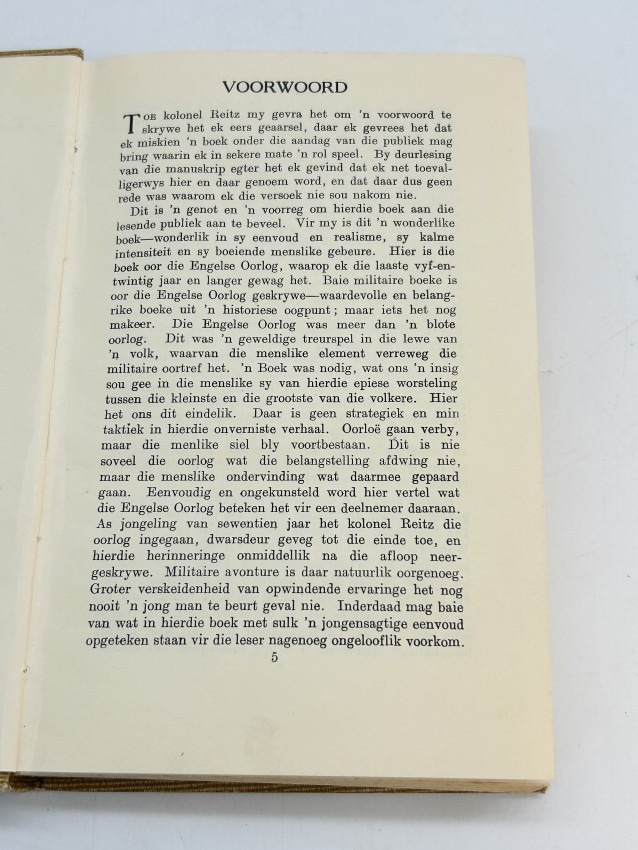 VOORWOORD
TOE kolonel Reitz my gevra het om 'n voorwoord te
skrywe het ek eers geaarsel, daar ek gevrees het dat
ek miskien 'n boek onder die aandag van die publiek mag
bring waarin ek in sekere mate 'n rol speel. By deurlesing
van die manuskrip egter het ek gevind dat ek net toeval-
ligerwys hier en daar genoem word, en dat daar dus geen
rede was waarom ek die versoek nie sou nakom nie.
Dit is 'n genot en 'n voorreg om hierdie boek aan die
lesende publiek aan te beveel. Vir my is dit 'n wonderlike
boek—wonderlik in sy eenvoud en realisme, sy kalme
intensiteit en sy boeiende menslike gebeure. Hier is die
boek oor die Engelse Oorlog, waarop ek die laaste vyf-en-
twintig jaar en langer gewag het. Baie militaire boeke is
oor die Engelse Oorlog geskrywe—waardevolle en belang-
rike boeke uit 'n historiese oogpunt; maar iets het nog
makeer. Die Engelse Oorlog was meer dan 'n blote
oorlog. Dit was 'n geweldige treurspel in die lewe van
'n volk, waarvan die menslike element verreweg die
militaire oortref het. 'n Boek was nodig, wat ons 'n insig
sou gee in die menslike sy van hierdie epiese worsteling
tussen die kleinste en die grootste van die volkere. Hier
het ons dit eindelik. Daar is geen strategiek en min
taktiek in hierdie onverniste verhaal. Oorloë gaan verby,
maar die menlike siel bly voortbestaan. Dit is nie
soveel die oorlog wat die belangstelling afdwing nie,
maar die menslike ondervinding wat daarmee gepaard
gaan. Eenvoudig en ongekunsteld word hier vertel wat
die Engelse Oorlog beteken het vir een deelnemer daaraan.
As jongeling van sewentien jaar het kolonel Reitz die
oorlog ingegaan, dwarsdeur geveg tot die einde toe, en
hierdie herinneringe onmiddellik na die afloop neer-
geskrywe. Militaire avonture is daar natuurlik oorgenoeg.
Groter verskeidenheid van opwindende ervaringe het nog
nooit 'n jong man te beurt geval nie. Inderdaad mag baie
van wat in hierdie boek met sulk 'n jongensagtige eenvoud
opgeteken staan vir die leser nagenoeg ongelooflik voorkom.
5